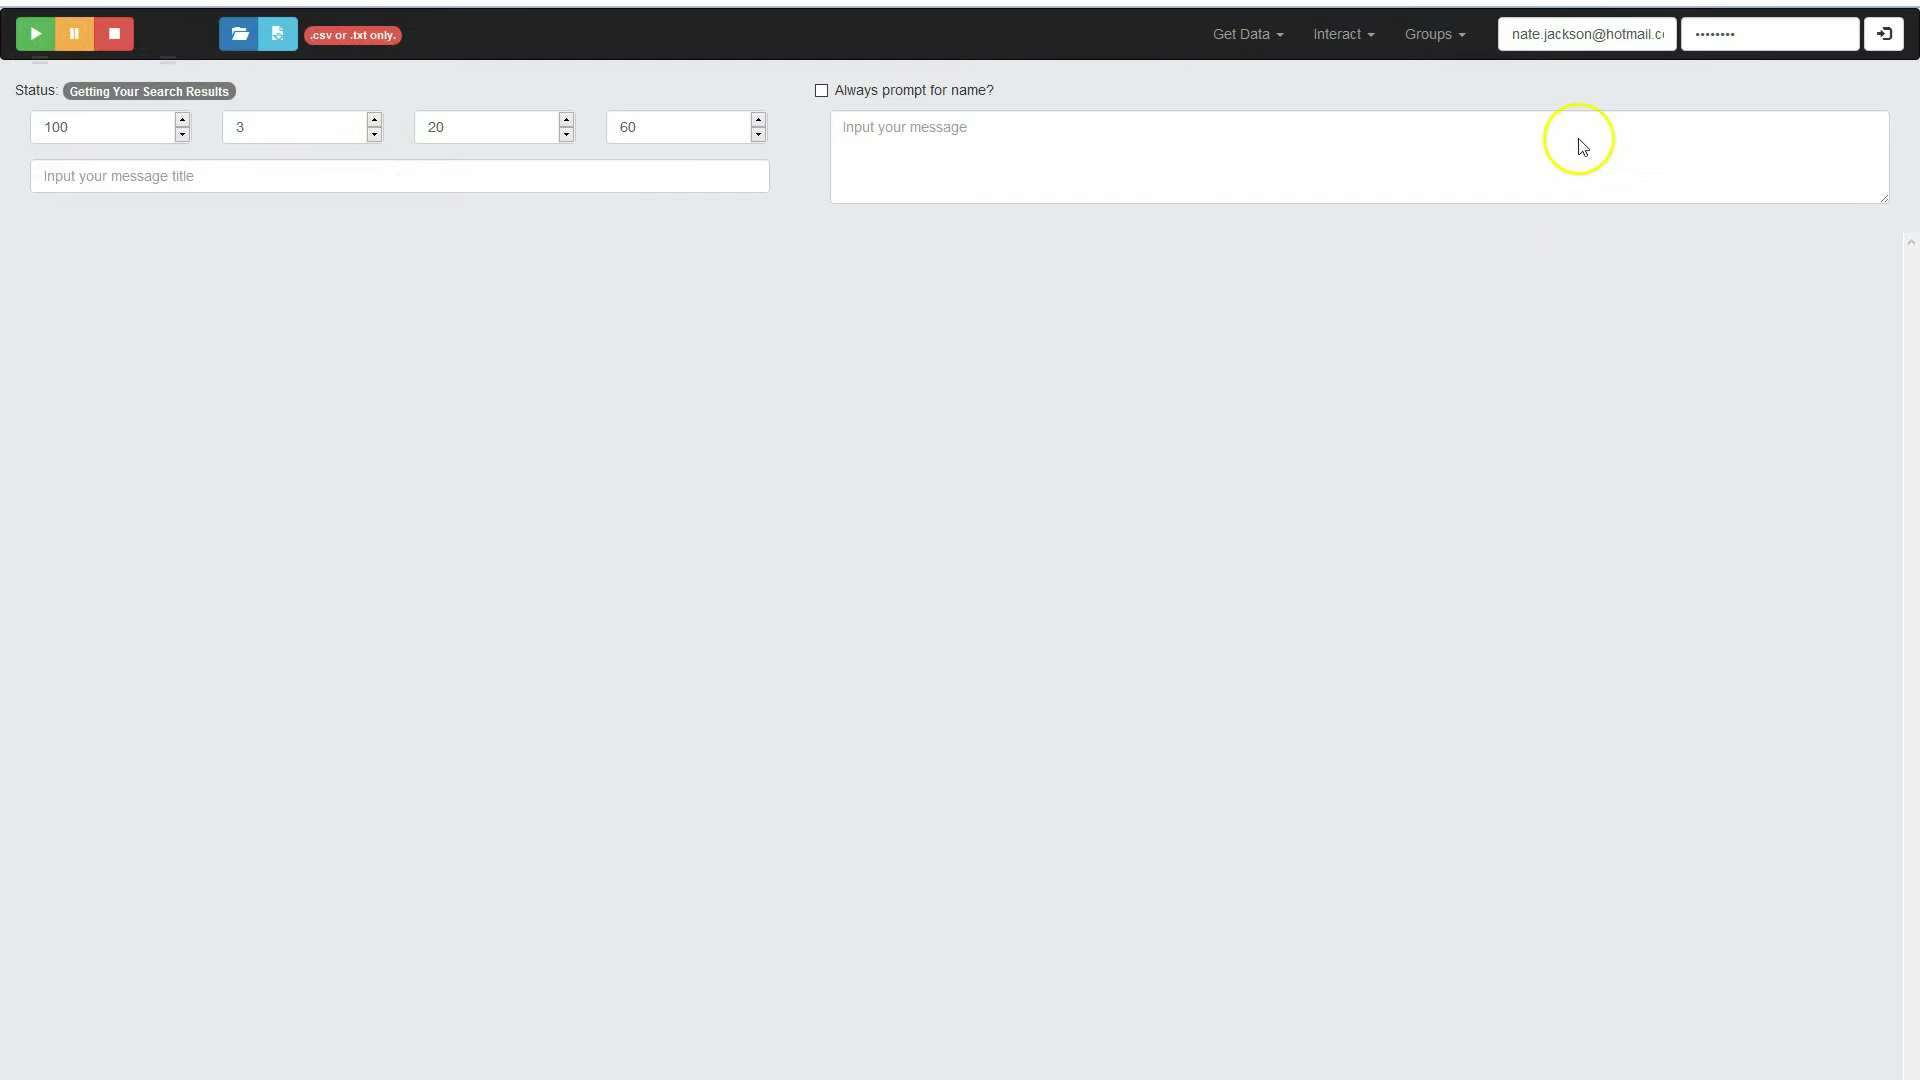 .csv or .txt only.
Get Data
Interact
Groups
nate.jackson@hotmail.c
••••••••
Status: Getting Your Search Results
Always prompt for name?
100
3
20
60
Input your message
Input your message title